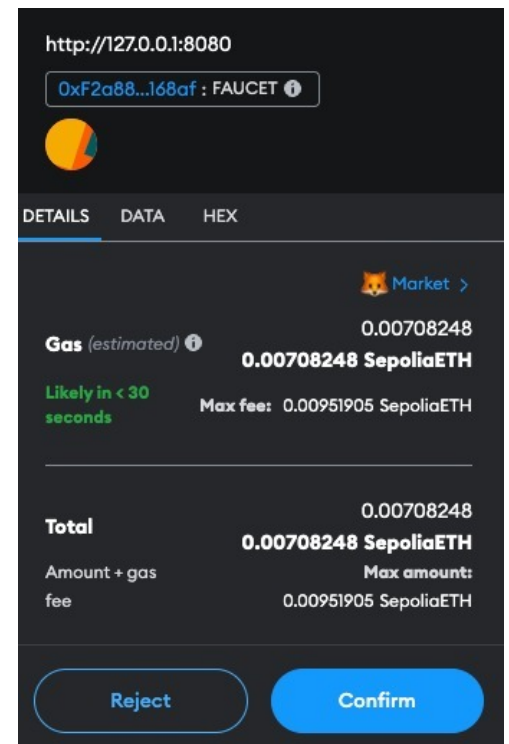 http://127.0.0.1:8080
0xF2a88...168af : FAUCET
DETAILS DATA HEX
Market >
0.00708248
Gas (estimated) 0.00708248 SepoliaETH
Likely in < 30
seconds
Max fee: 0.00951905 SepoliaETH
0.00708248
Total 0.00708248 SepoliaETH
Amount + gas Max amount:
fee 0.00951905 SepoliaETH
Reject Confirm